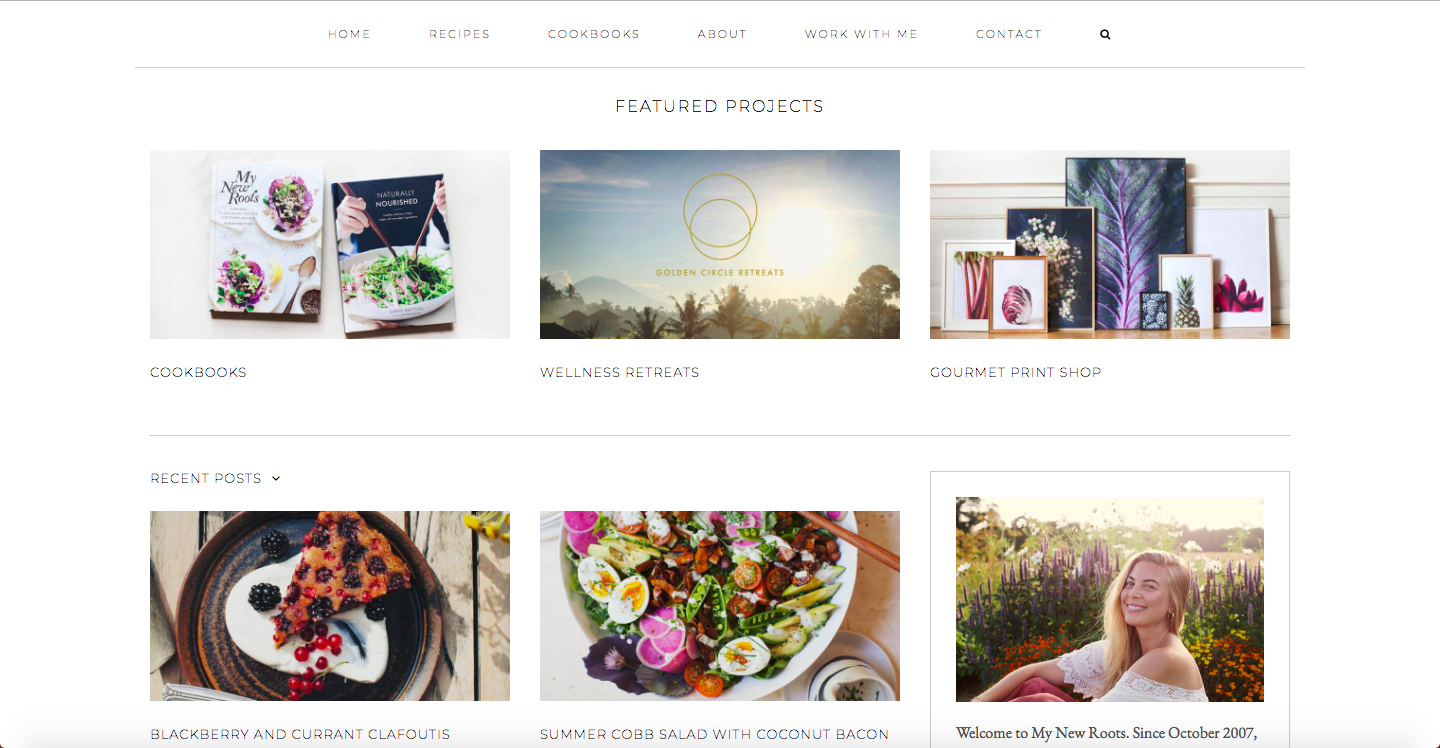 HOME RECIPES COOKBOOKS ABOUT WORK WITH ME CONTACT
FEATURED PROJECTS
My
New
Roots
NATURALLY
NOURISHED
GOLDEN CIRCLE RETREATS
COOKBOOKS
WELLNESS RETREATS
GOURMET PRINT SHOP
RECENT POSTS
BLACKBERRY AND CURRANT CLAFOUTIS
SUMMER COBB SALAD WITH COCONUT BACON
Welcome to My New Roots. Since October 2007,